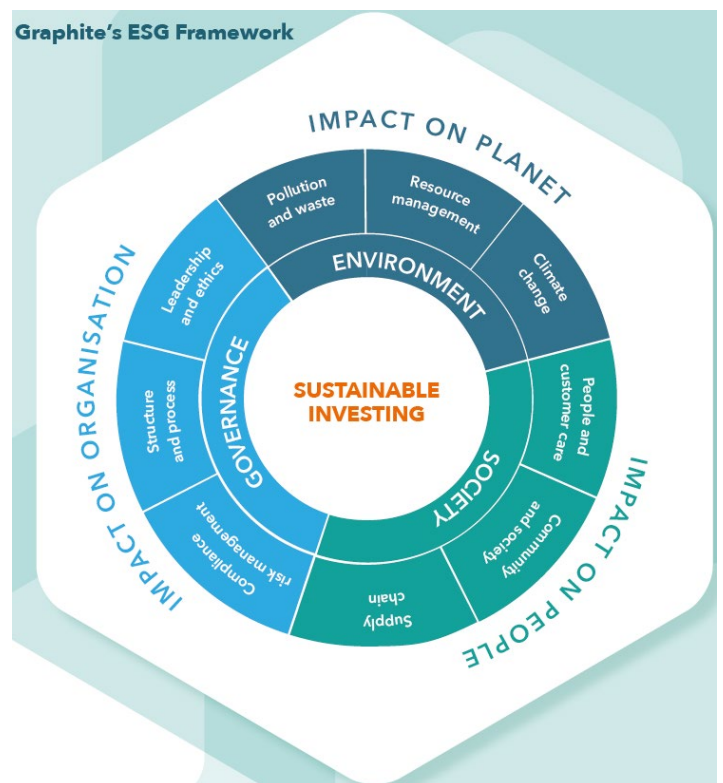 Graphite's ESG Framework
IMPACT ON PLANET
Pollution
and waste
Resource
management
Climate
change
ENVIRONMENT
IMPACT ON ORGANISATION
Leadership
and ethics
Structure
and process
Compliance
risk management
GOVERNANCE
SUSTAINABLE
INVESTING
SOCIETY
People and
customer care
Community
and society
Supply
chain
IMPACT ON PEOPLE